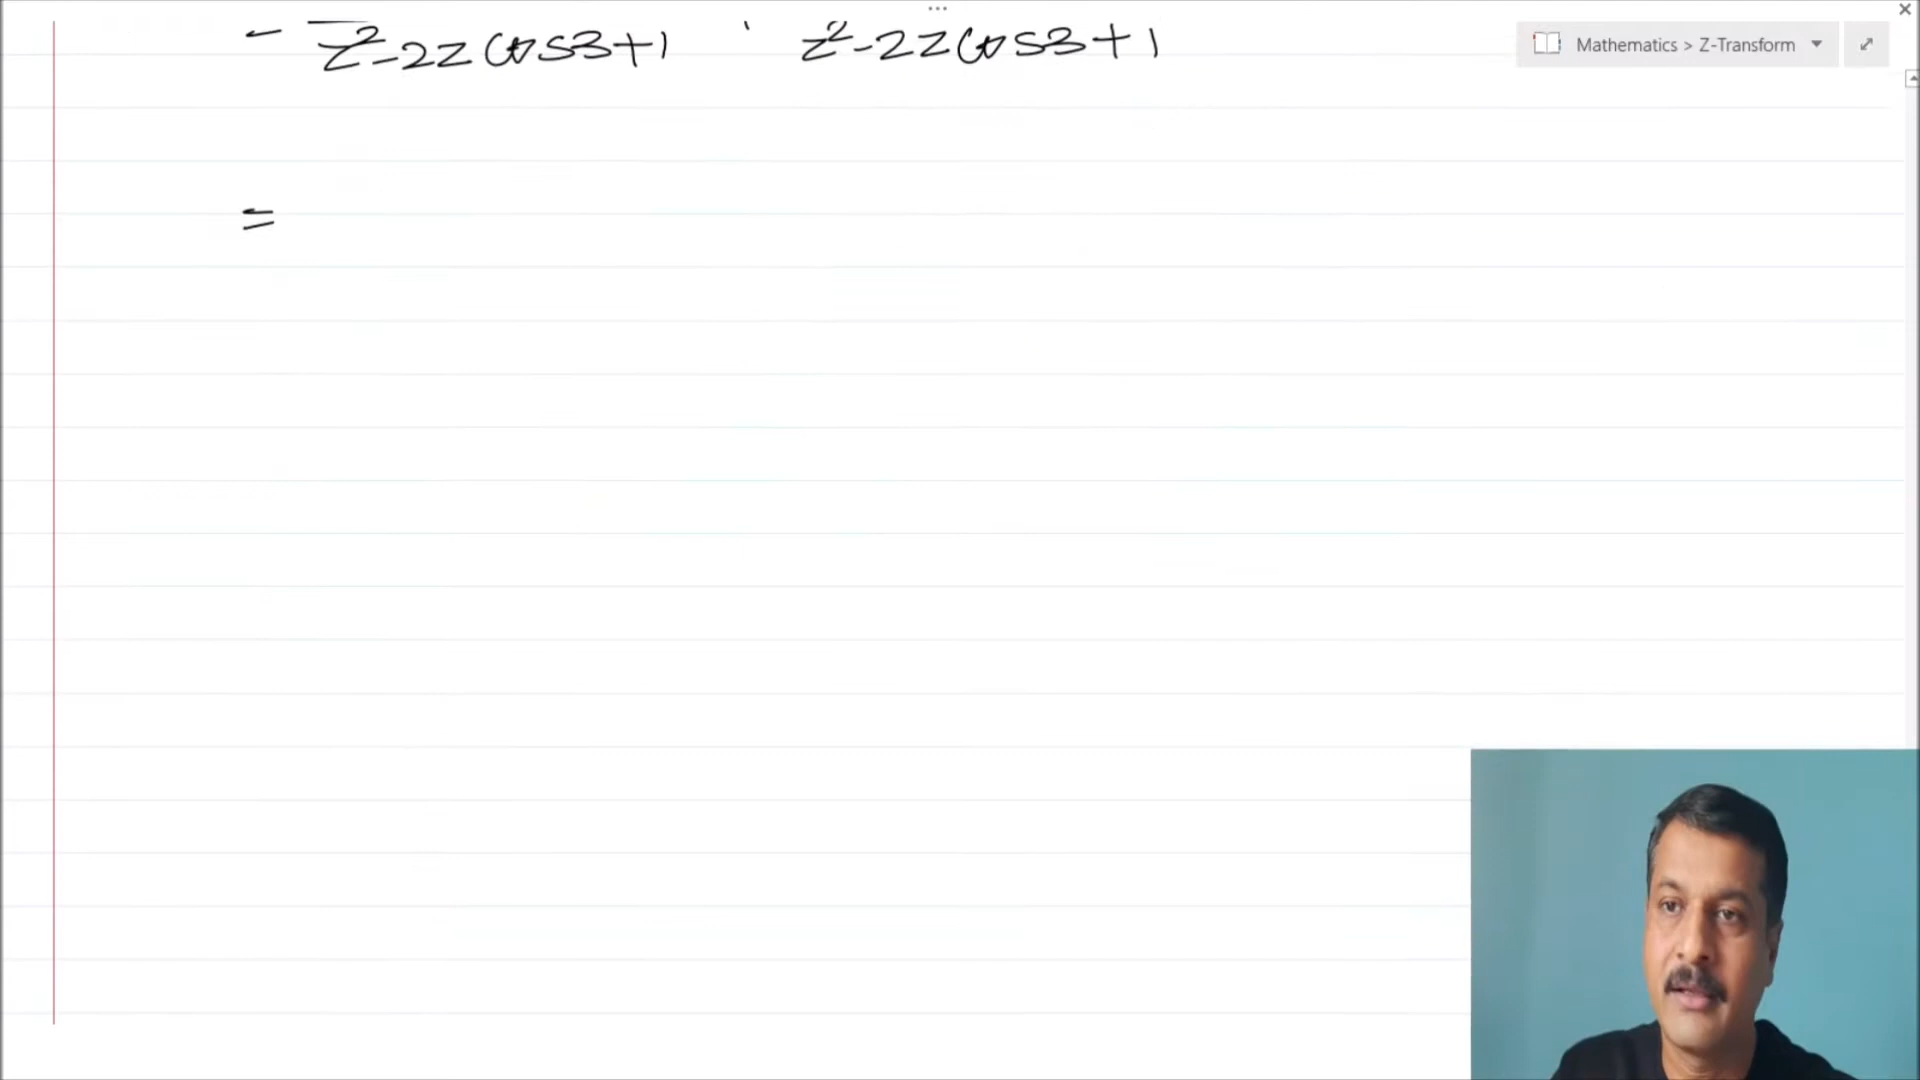 z²-2z cos3+1 z²-2z cos3+1
Mathematics > Z-Transform
=